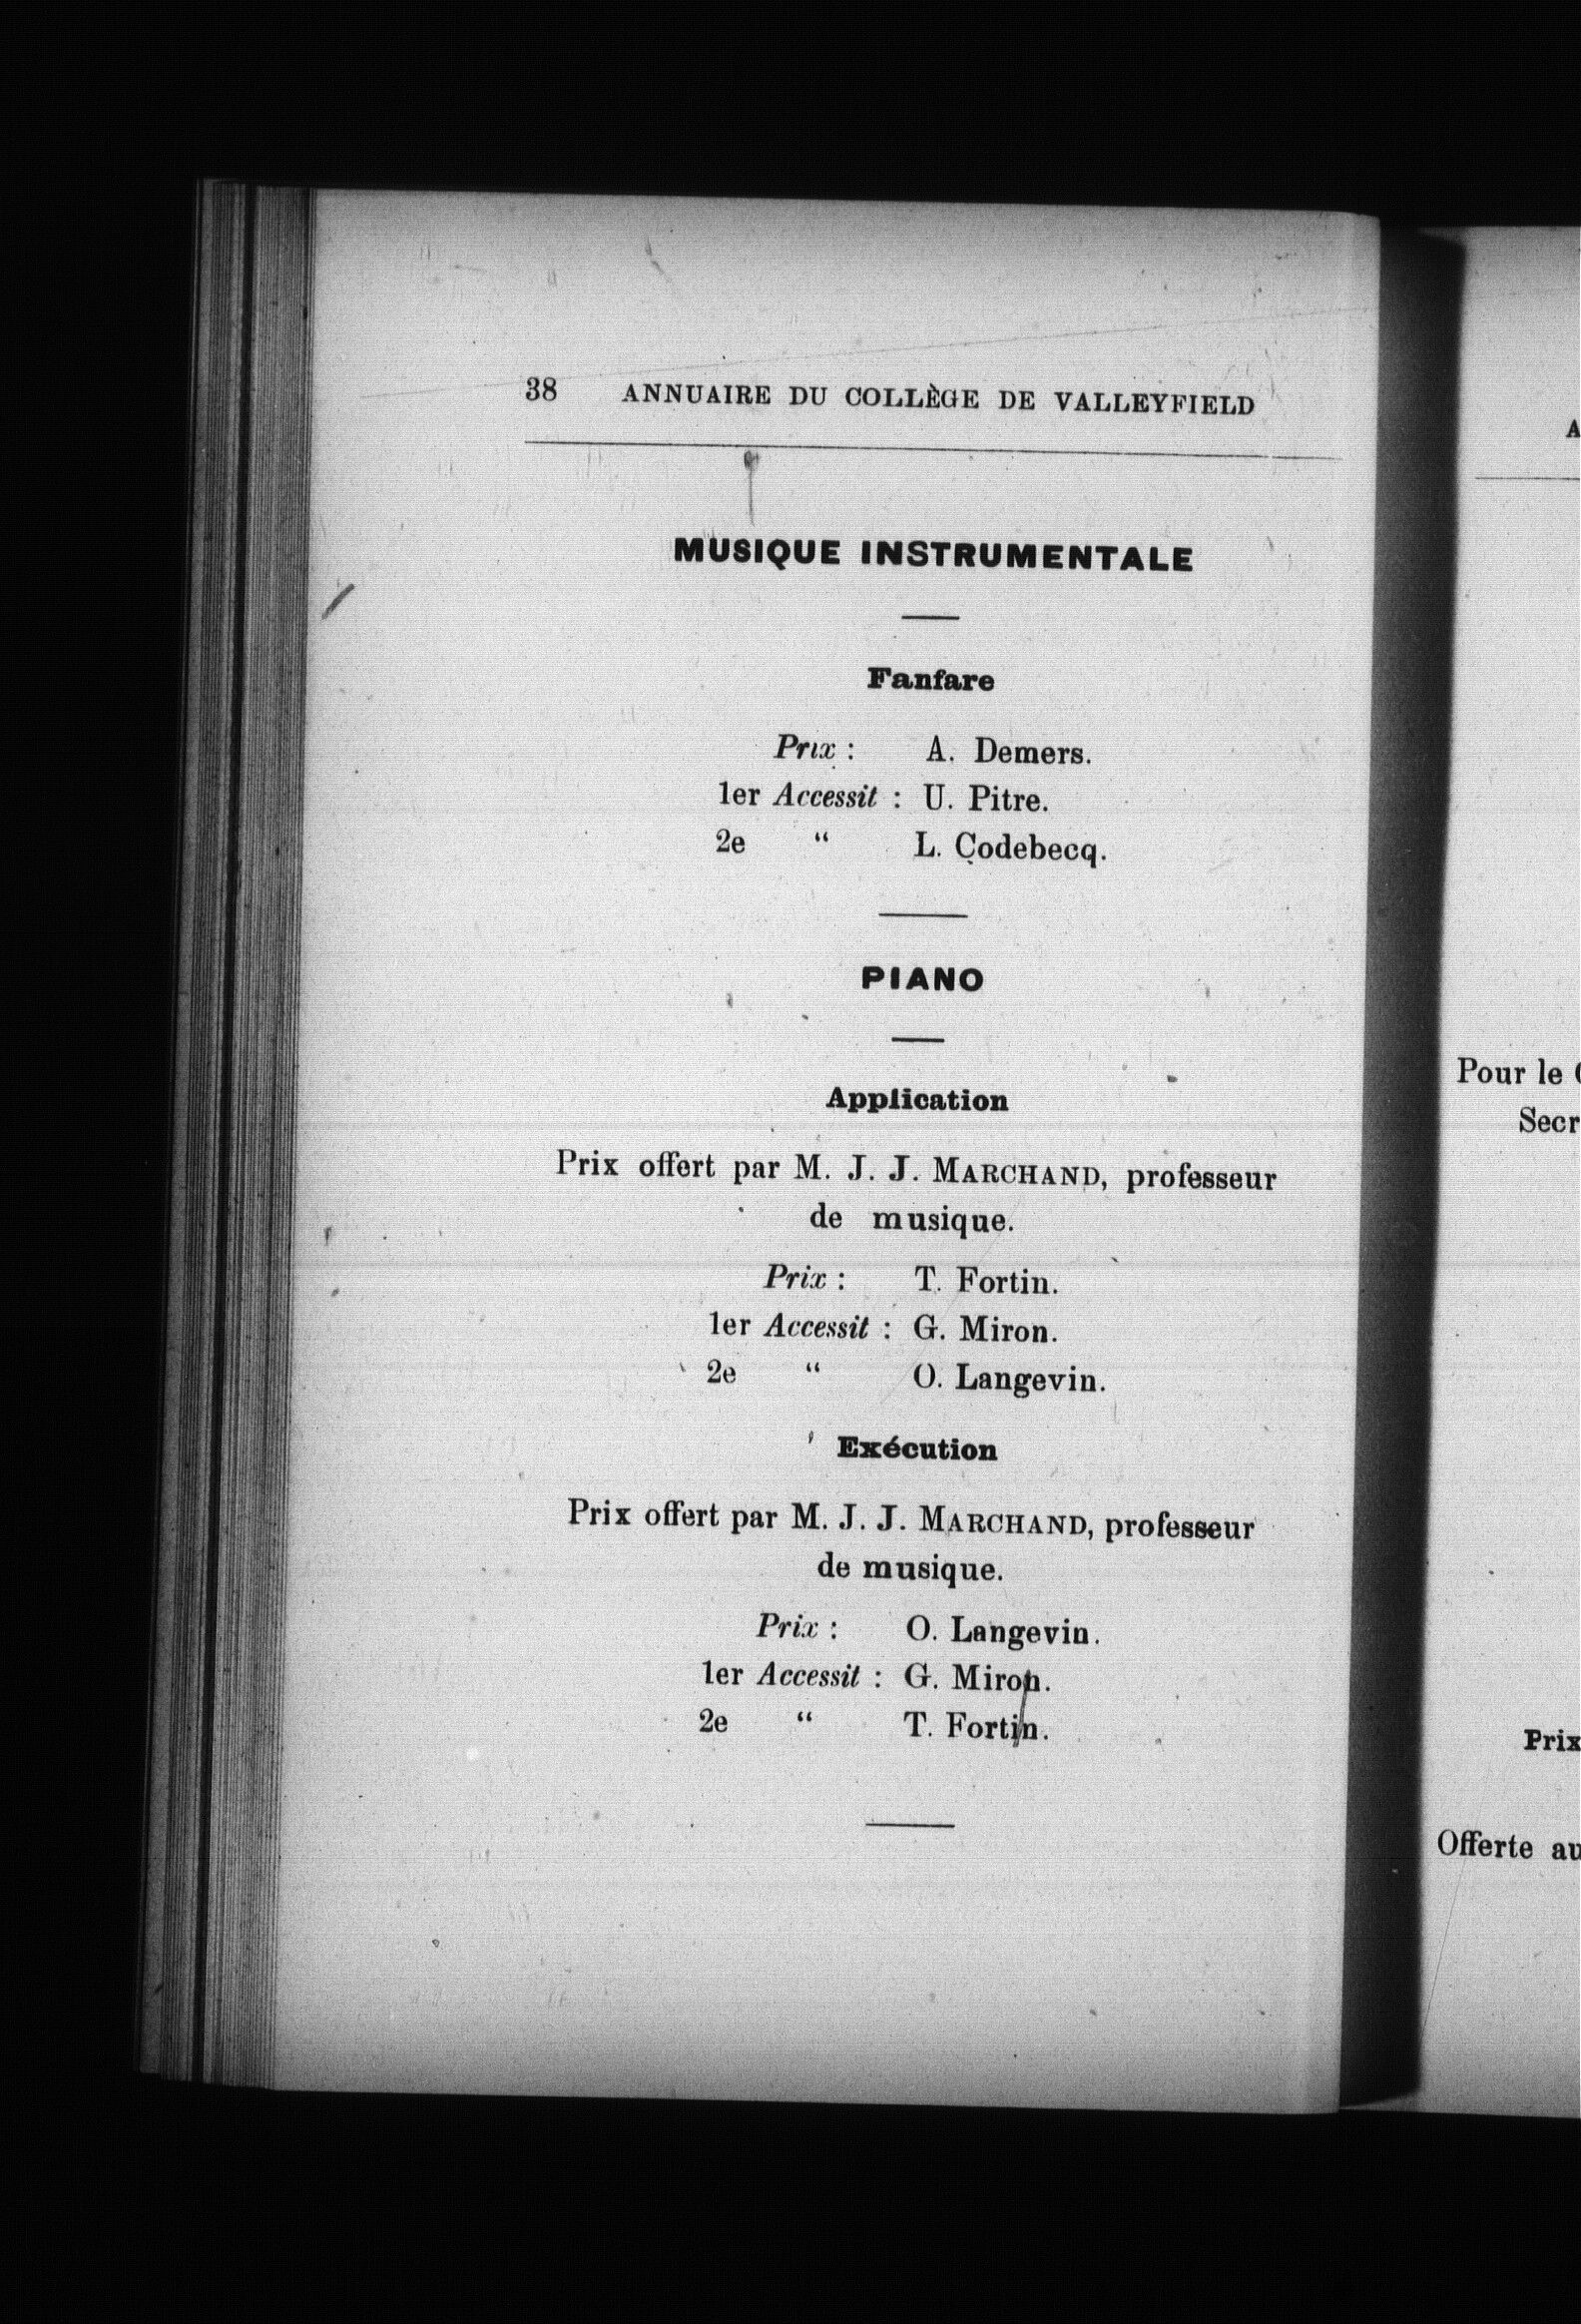 38 ANNUAIRE DU COLLÈGE DE VALLEYFIELD
MUSIQUE INSTRUMENTALE
Fanfare
Prix : A. Demers.
1er Accessit : U. Pitre.
2e “ L. Codebecq.
PIANO
Application
Prix offert par M. J. J. MARCHAND, professeur
de musique.
Prix : T. Fortin.
1er Accessit : G. Miron.
2e “ O. Langevin.
Exécution
Prix offert par M. J. J. MARCHAND, professeur
de musique.
Prix : O. Langevin.
1er Accessit : G. Miron.
2e “ T. Fortin.
A
Pour le
Secr
Prix
Offerte au